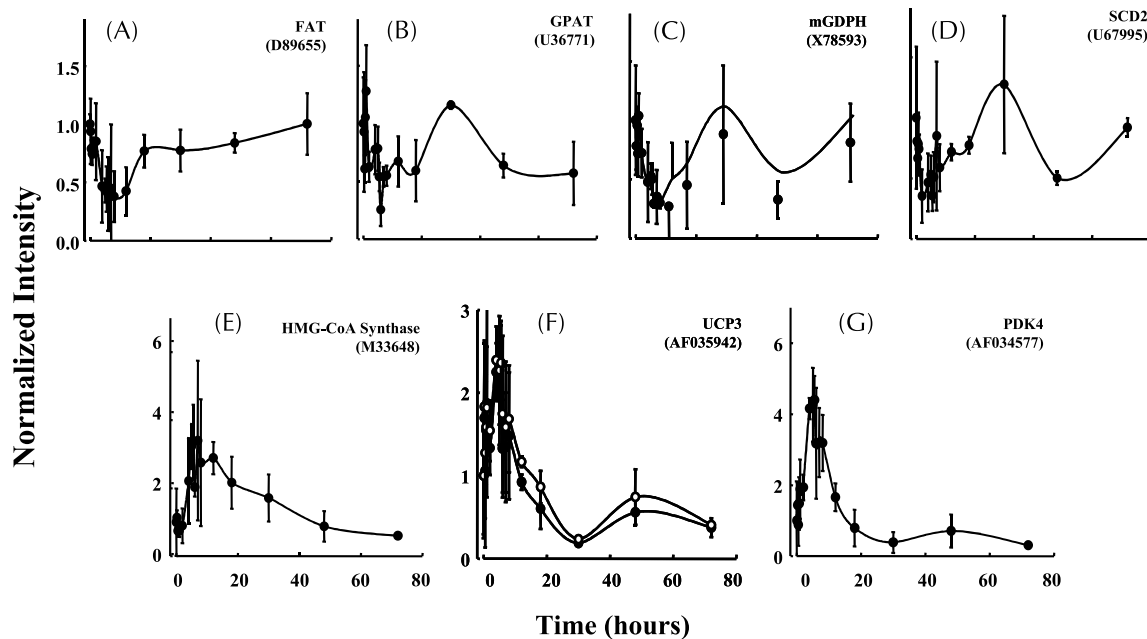 (A)
FAT
(D89655)
(B)
GPAT
(U36771)
(C)
mGDPH
(X78593)
(D)
SCD2
(U67995)
1.5
1.0
0.5
0.0
Normalized Intensity
(E)
HMG-CoA Synthase
(M33648)
6
4
2
0
0 20 40 60 80
(F)
UCP3
(AF035942)
3
2
1
0
0 20 40 60 80
(G)
PDK4
(AF034577)
6
4
2
0
0 20 40 60 80
Time (hours)